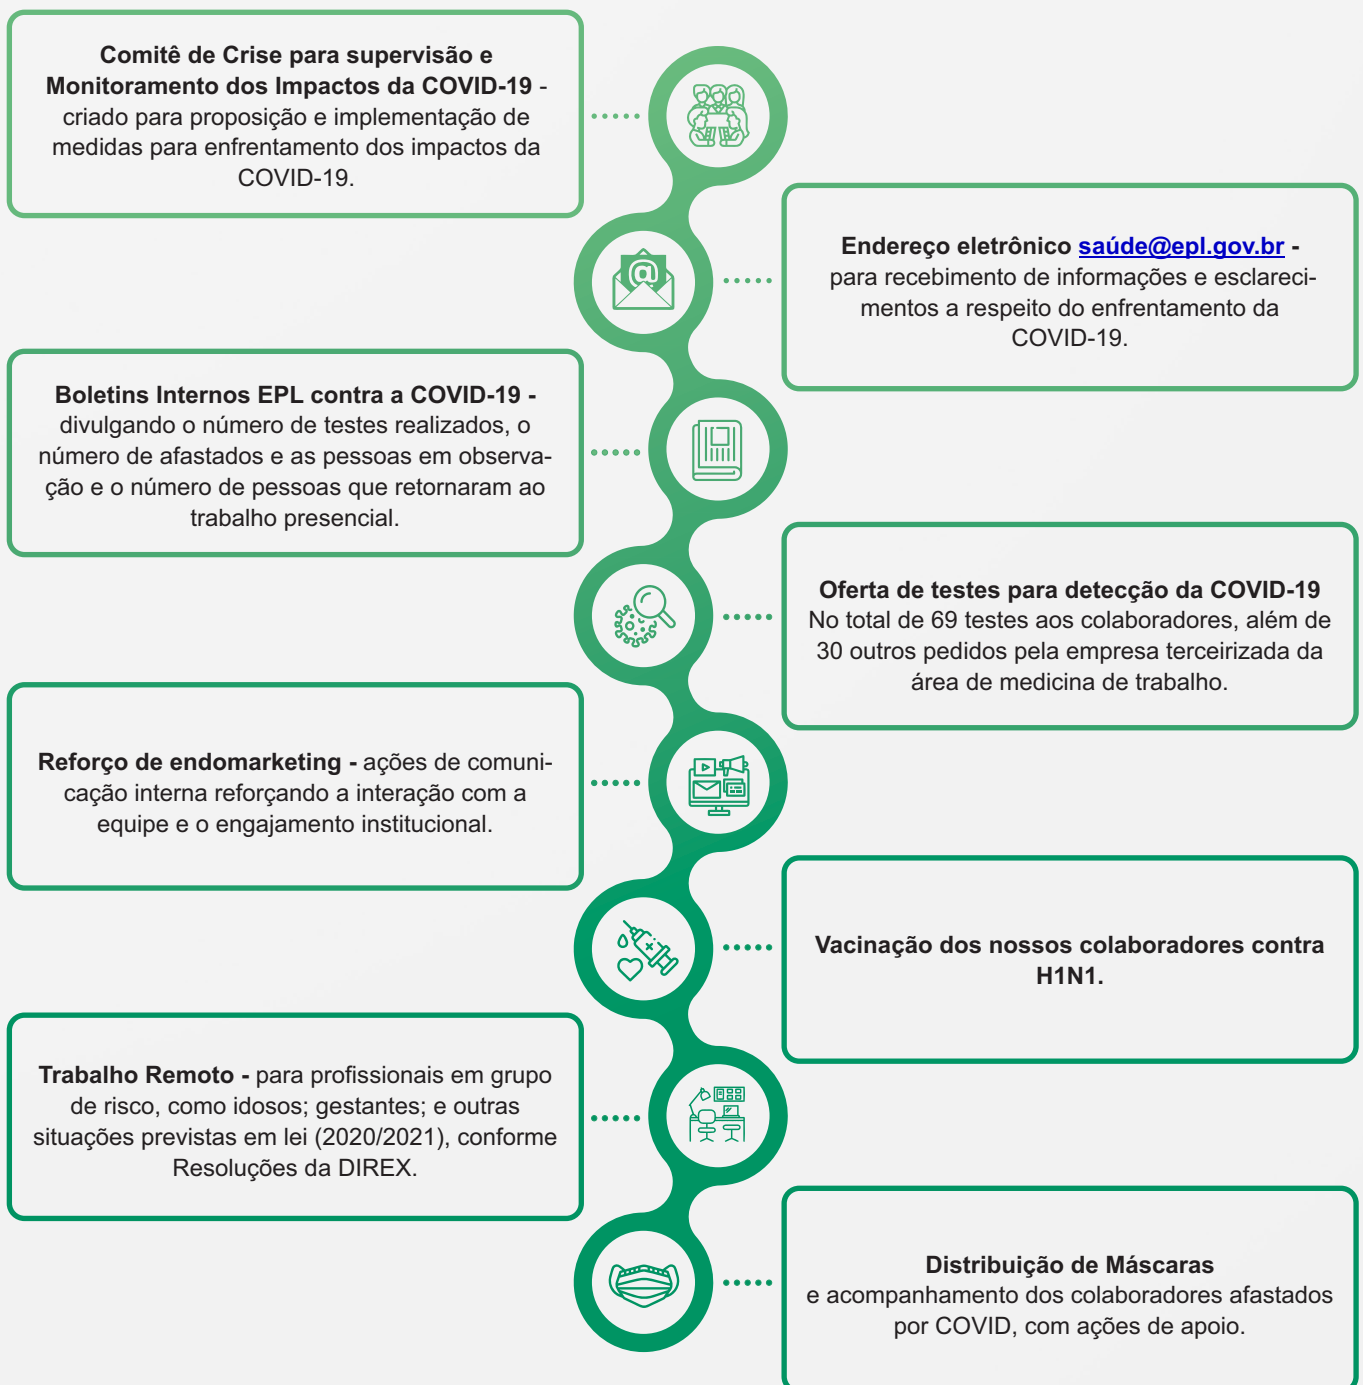 Comitê de Crise para supervisão e
Monitoramento dos Impactos da COVID-19 -
criado para proposição e implementação de
medidas para enfrentamento dos impactos da
COVID-19.
Endereço eletrônico saúde@epl.gov.br -
para recebimento de informações e esclareci-
mentos a respeito do enfrentamento da
COVID-19.
Boletins Internos EPL contra a COVID-19 -
divulgando o número de testes realizados, o
número de afastados e as pessoas em observa-
ção e o número de pessoas que retornaram ao
trabalho presencial.
Oferta de testes para detecção da COVID-19
No total de 69 testes aos colaboradores, além de
30 outros pedidos pela empresa terceirizada da
área de medicina de trabalho.
Reforço de endomarketing - ações de comuni-
cação interna reforçando a interação com a
equipe e o engajamento institucional.
Vacinação dos nossos colaboradores contra
H1N1.
Trabalho Remoto - para profissionais em grupo
de risco, como idosos; gestantes; e outras
situações previstas em lei (2020/2021), conforme
Resoluções da DIREX.
Distribuição de Máscaras
e acompanhamento dos colaboradores afastados
por COVID, com ações de apoio.